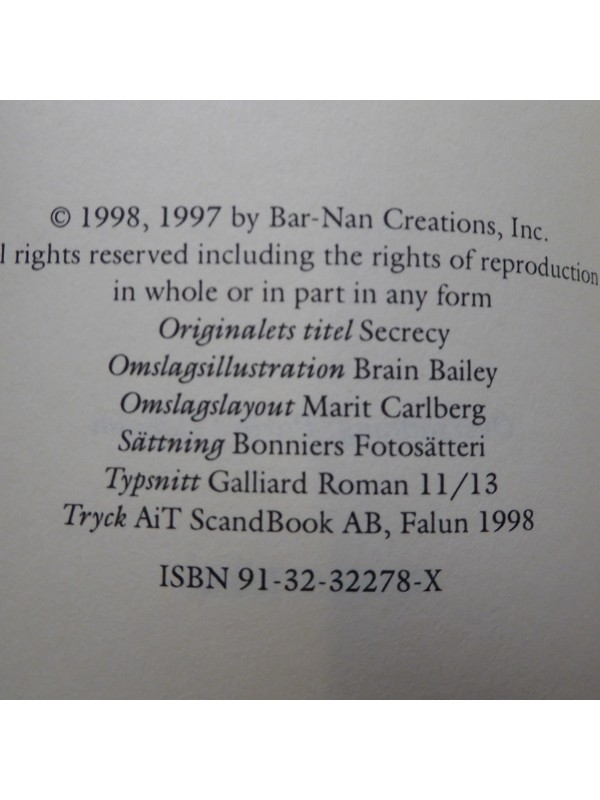 © 1998, 1997 by Bar-Nan Creations, Inc.
l rights reserved including the rights of reproduction
in whole or in part in any form
Originalets titel Secrecy
Omslagsillustration Brain Bailey
Omslagslayout Marit Carlberg
Sättning Bonniers Fotosätteri
Typsnitt Galliard Roman 11/13
Tryck AiT ScandBook AB, Falun 1998
ISBN 91-32-32278-X